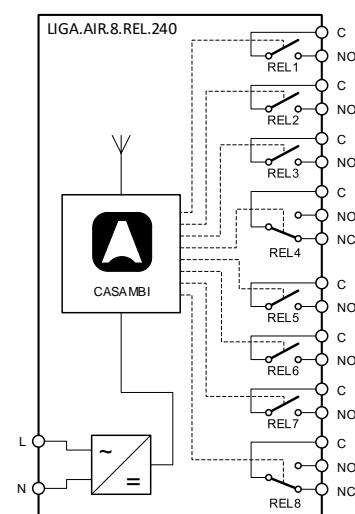 LIGA.AIR.8.REL.240
C
REL1
NO
C
REL2
NO
C
REL3
NO
C
NO
REL4
NC
C
REL5
NO
CASAMBI
C
REL6
NO
C
REL7
NO
L
C
~
NO
N
=
REL8
NC